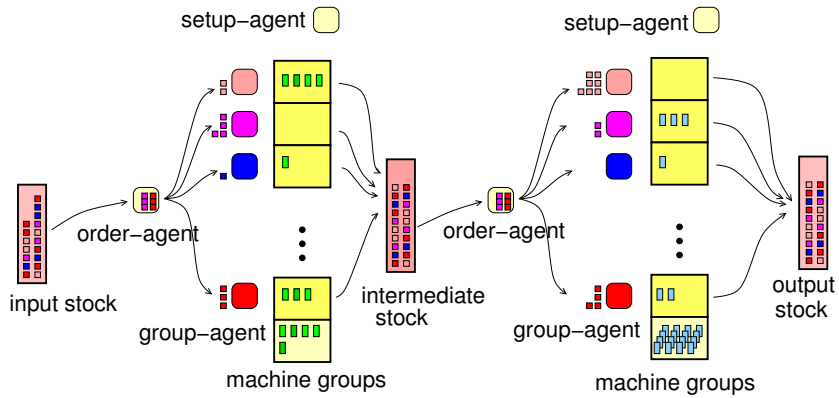 setup-agent
setup-agent
order-agent
order-agent
input stock
intermediate
stock
output
stock
group-agent
group-agent
machine groups
machine groups